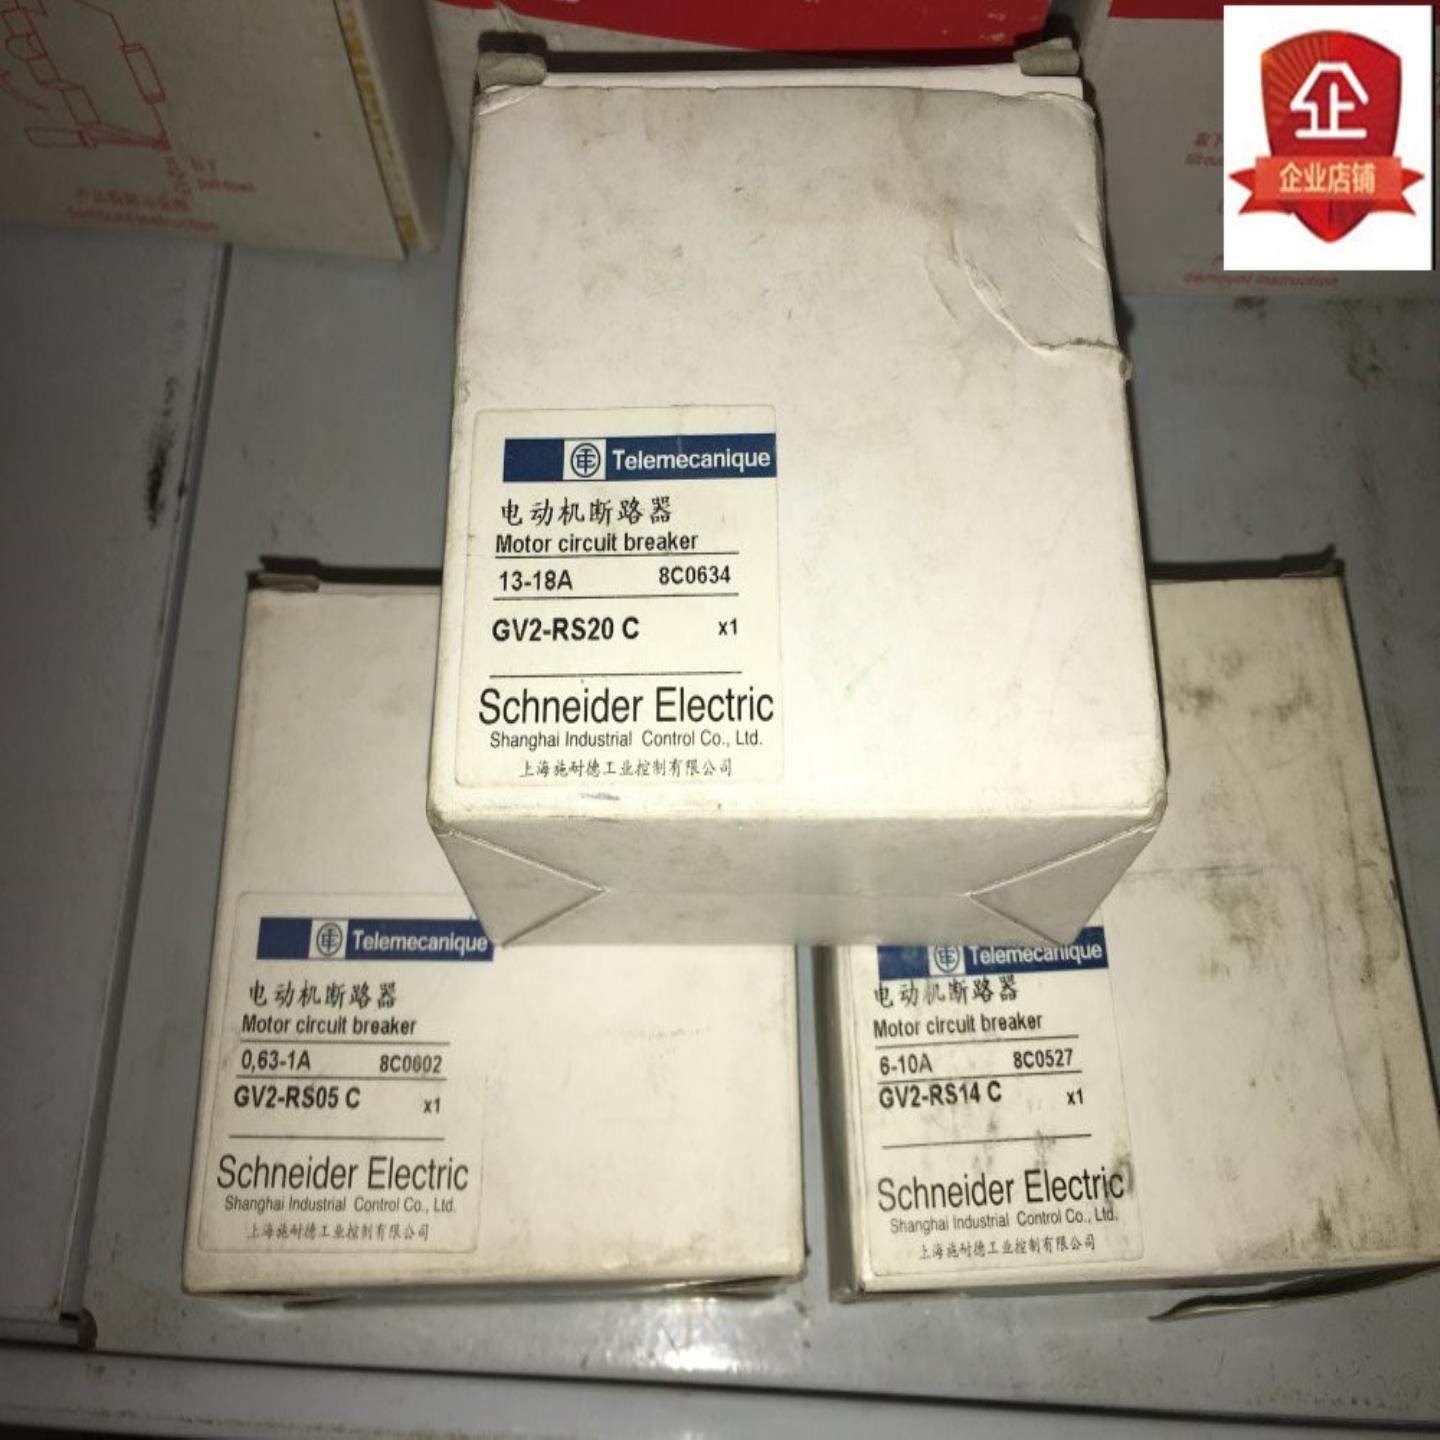 企
企业店铺
pull down
demount instruction
Telemecanique
电动机断路器
Motor circuit breaker
13-18A 8C0634
GV2-RS20 C x1
Schneider Electric
Shanghai Industrial Control Co., Ltd.
上海施耐德工业控制有限公司
Telemecanique
电动机断路器
Motor circuit breaker
0,63-1A 8C0602
GV2-RS05 C x1
Schneider Electric
Shanghai Industrial Control Co., Ltd.
上海施耐德工业控制有限公司
Telemecanique
电动机断路器
Motor circuit breaker
6-10A 8C0527
GV2-RS14 C x1
Schneider Electric
Shanghai Industrial Control Co., Ltd.
上海施耐德工业控制有限公司